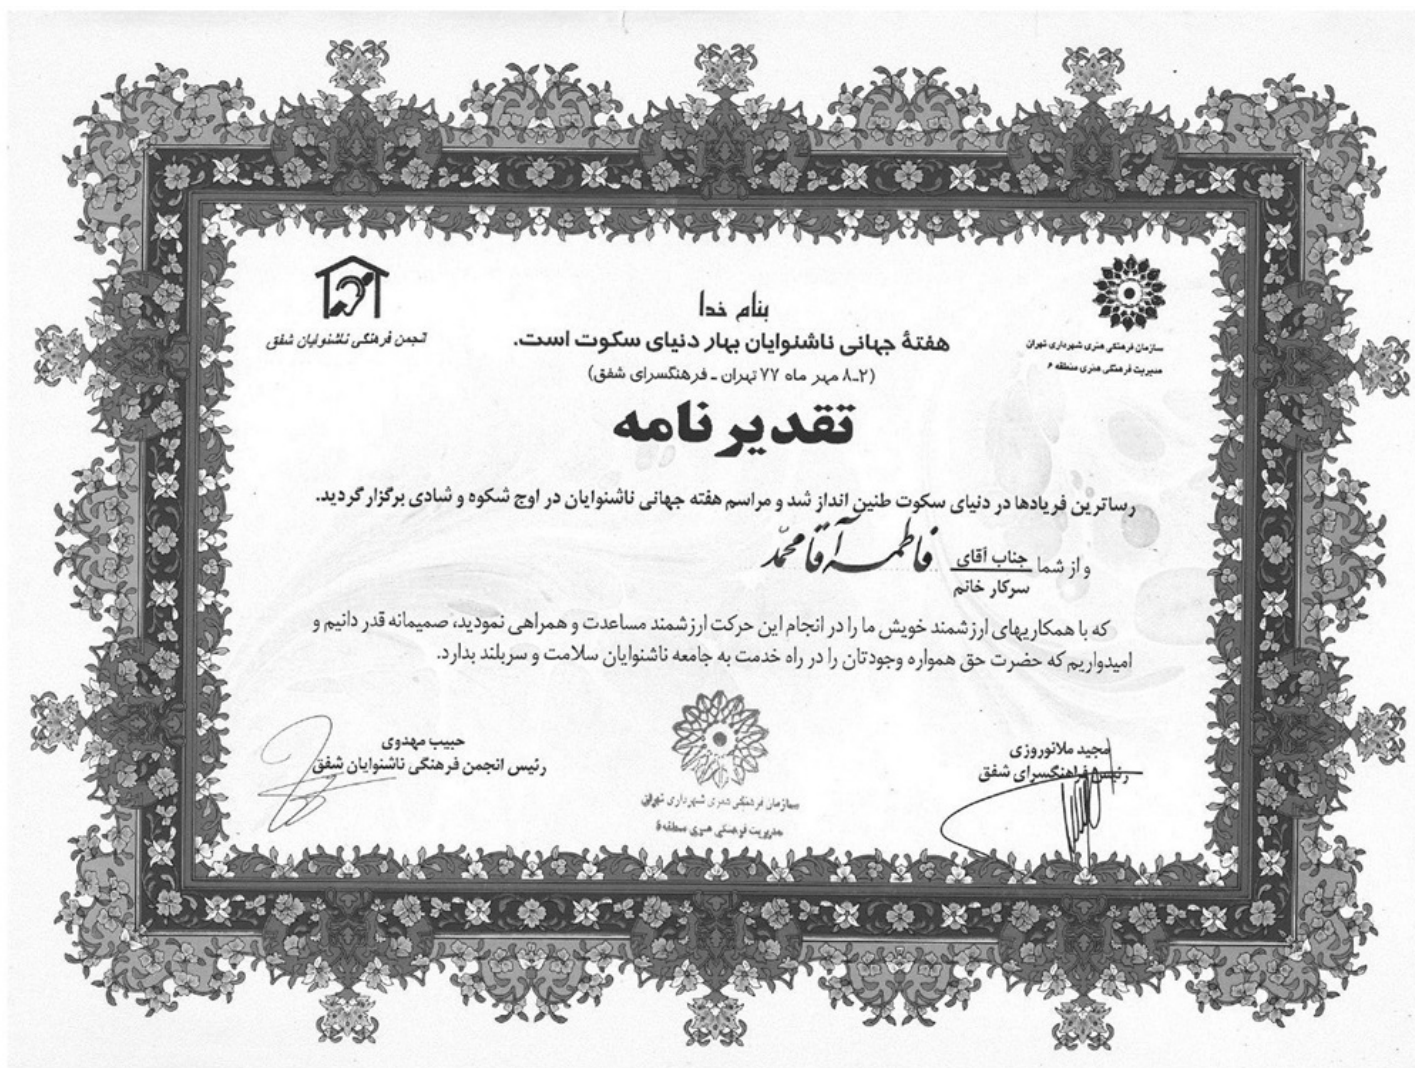 بنام خدا
هفتهٔ جهانی ناشنوایان بهار دنیای سکوت است.
(۲ـ۸ مهر ماه ۷۷ تهران ـ فرهنگسرای شفق)
سازمان فرهنگی هنری شهرداری تهران
مدیریت فرهنگی هنری منطقه ۶
انجمن فرهنگی ناشنوایان شفق
تقدیر نامه
رساترین فریادها در دنیای سکوت طنین انداز شد و مراسم هفته جهانی ناشنوایان در اوج شکوه و شادی برگزار گردید.
و از شما جناب آقای فاطمه آقامحمّد
سرکار خانم
که با همکاریهای ارزشمند خویش ما را در انجام این حرکت ارزشمند مساعدت و همراهی نمودید، صمیمانه قدر دانیم و
امیدواریم که حضرت حق همواره وجودتان را در راه خدمت به جامعه ناشنوایان سلامت و سربلند بدارد.
مجید ملانوروزی
رئیس فراهنگسرای شفق
حبیب مهدوی
رئیس انجمن فرهنگی ناشنوایان شفق
سازمان فرهنگی هنری شهرداری تهران
مدیریت فرهنگی هنری منطقه ۶